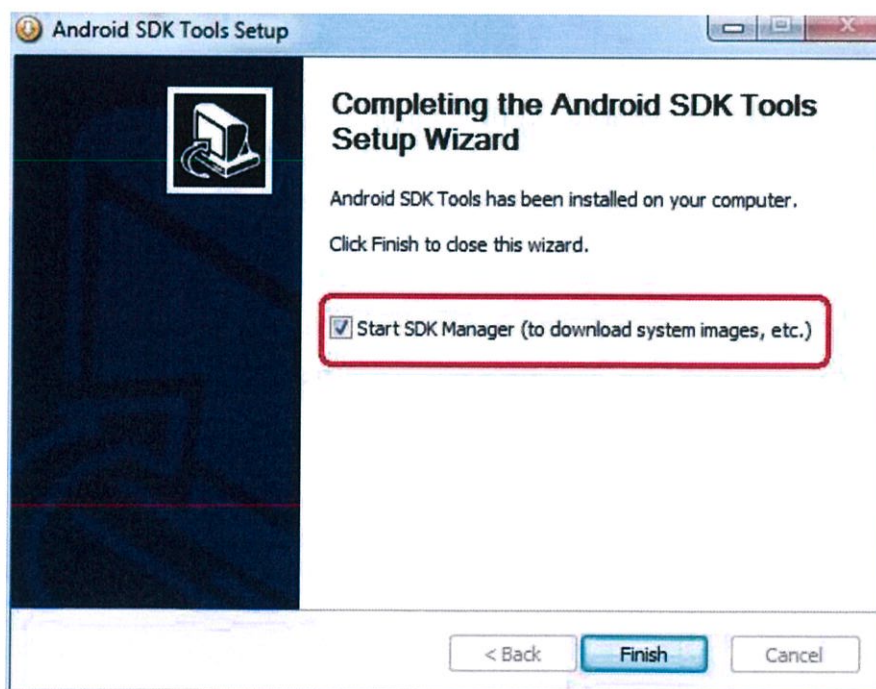 Android SDK Tools Setup
Completing the Android SDK Tools
Setup Wizard
Android SDK Tools has been installed on your computer.
Click Finish to close this wizard.
Start SDK Manager (to download system images, etc.)
< Back
Finish
Cancel